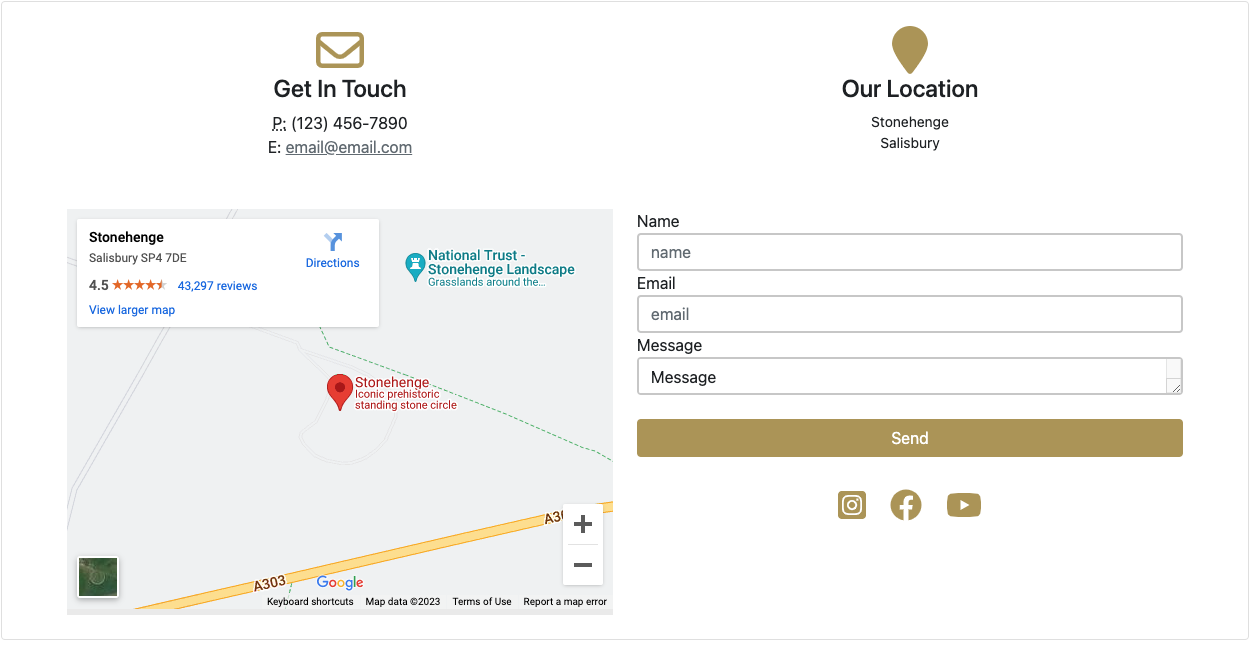 Get In Touch
P: (123) 456-7890
E: email@email.com
Our Location
Stonehenge
Salisbury
Stonehenge
Salisbury SP4 7DE
4.5 43,297 reviews
View larger map
Directions
National Trust -
Stonehenge Landscape
Grasslands around the...
Stonehenge
Iconic prehistoric
standing stone circle
A30
A303
Google
Keyboard shortcuts Map data ©2023 Terms of Use Report a map error
Name
name
Email
email
Message
Message
Send